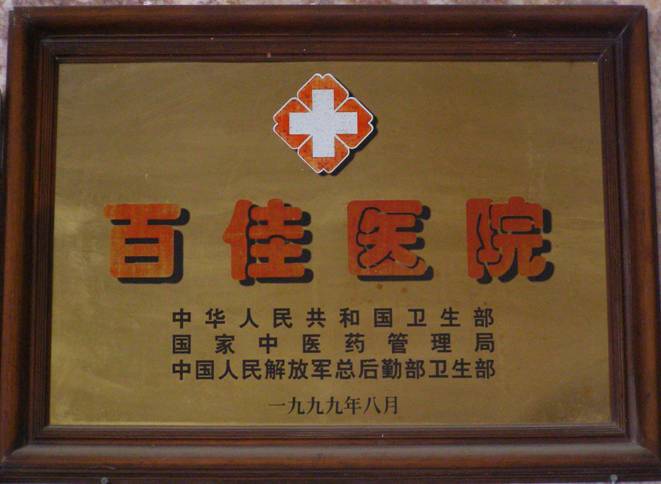 百佳医院
中华人民共和国卫生部
国家中医药管理局
中国人民解放军总后勤部卫生部
一九九九年八月